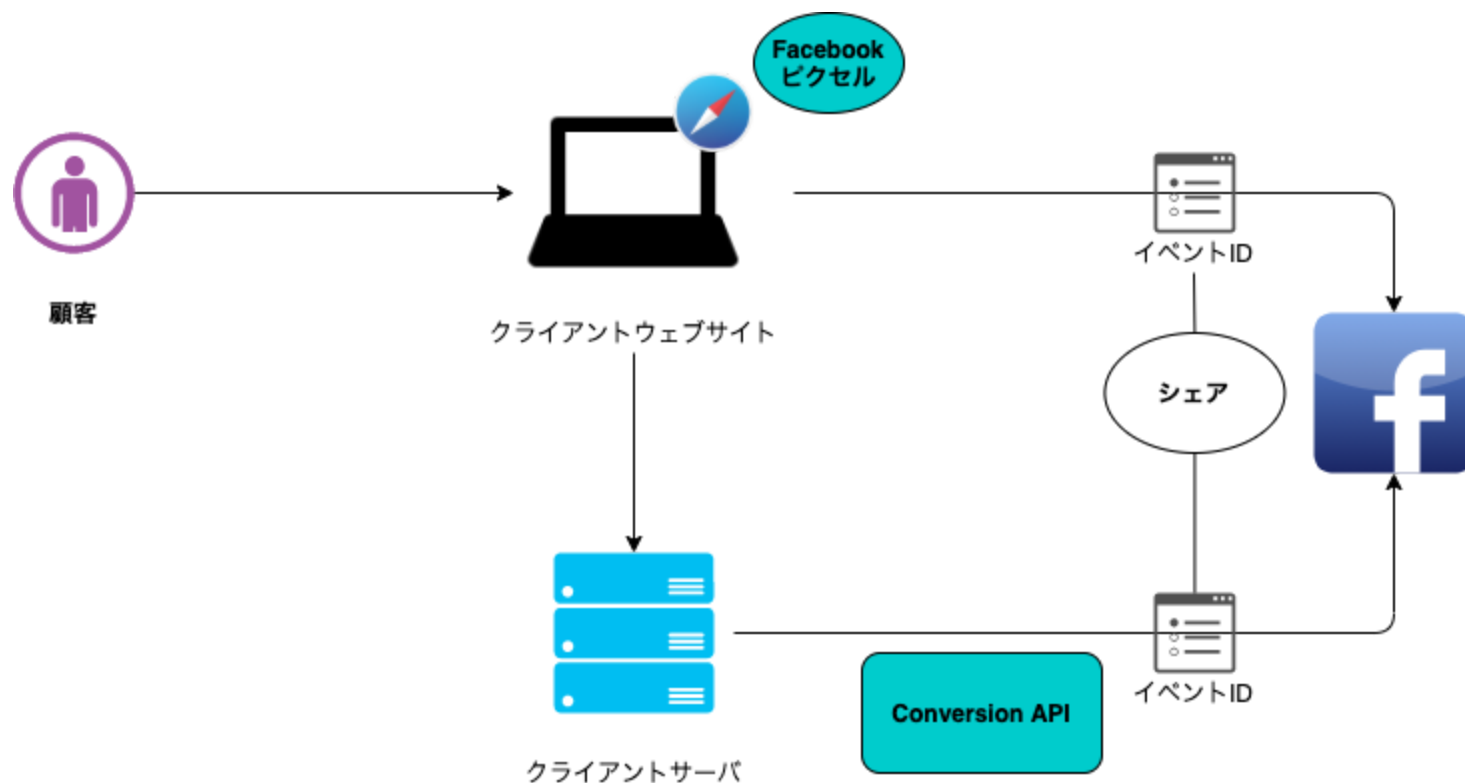 Facebook
ピクセル
イベントID
顧客
クライアントウェブサイト
シェア
イベントID
Conversion API
クライアントサーバ